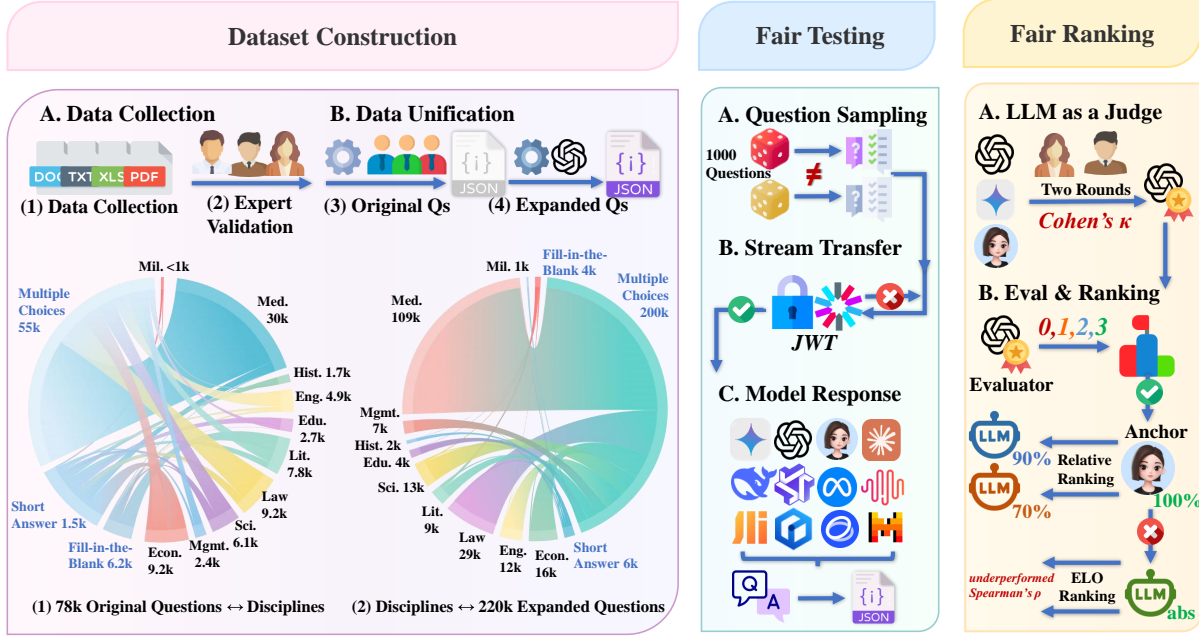 Dataset Construction
Fair Testing
Fair Ranking
A. Data Collection
DOC TXT XLS PDF
(1) Data Collection
(2) Expert
Validation
B. Data Unification
{i}
JSON
{i}
JSON
(3) Original Qs
(4) Expanded Qs
Mil. <1k
Multiple
Choices
55k
Med.
30k
Hist. 1.7k
Eng. 4.9k
Edu.
2.7k
Lit.
7.8k
Law
9.2k
Sci.
6.1k
Mgmt.
2.4k
Econ.
9.2k
Fill-in-the-
Blank 6.2k
Short
Answer 1.5k
(1) 78k Original Questions ↔ Disciplines
Mil. 1k
Fill-in-the-
Blank 4k
Multiple
Choices
200k
Med.
109k
Mgmt.
7k
Hist. 2k
Edu. 4k
Sci. 13k
Lit.
9k
Law
29k
Eng.
12k
Econ.
16k
Short
Answer 6k
(2) Disciplines ↔ 220k Expanded Questions
A. Question Sampling
1000
Questions
≠
B. Stream Transfer
JWT
C. Model Response
Q
A
{i}
JSON
A. LLM as a Judge
Two Rounds
Cohen's κ
B. Eval & Ranking
0,1,2,3
Evaluator
Anchor
LLM
90%
Relative
Ranking
LLM
70%
100%
underperformed
Spearman's ρ
ELO
Ranking
LLM
abs